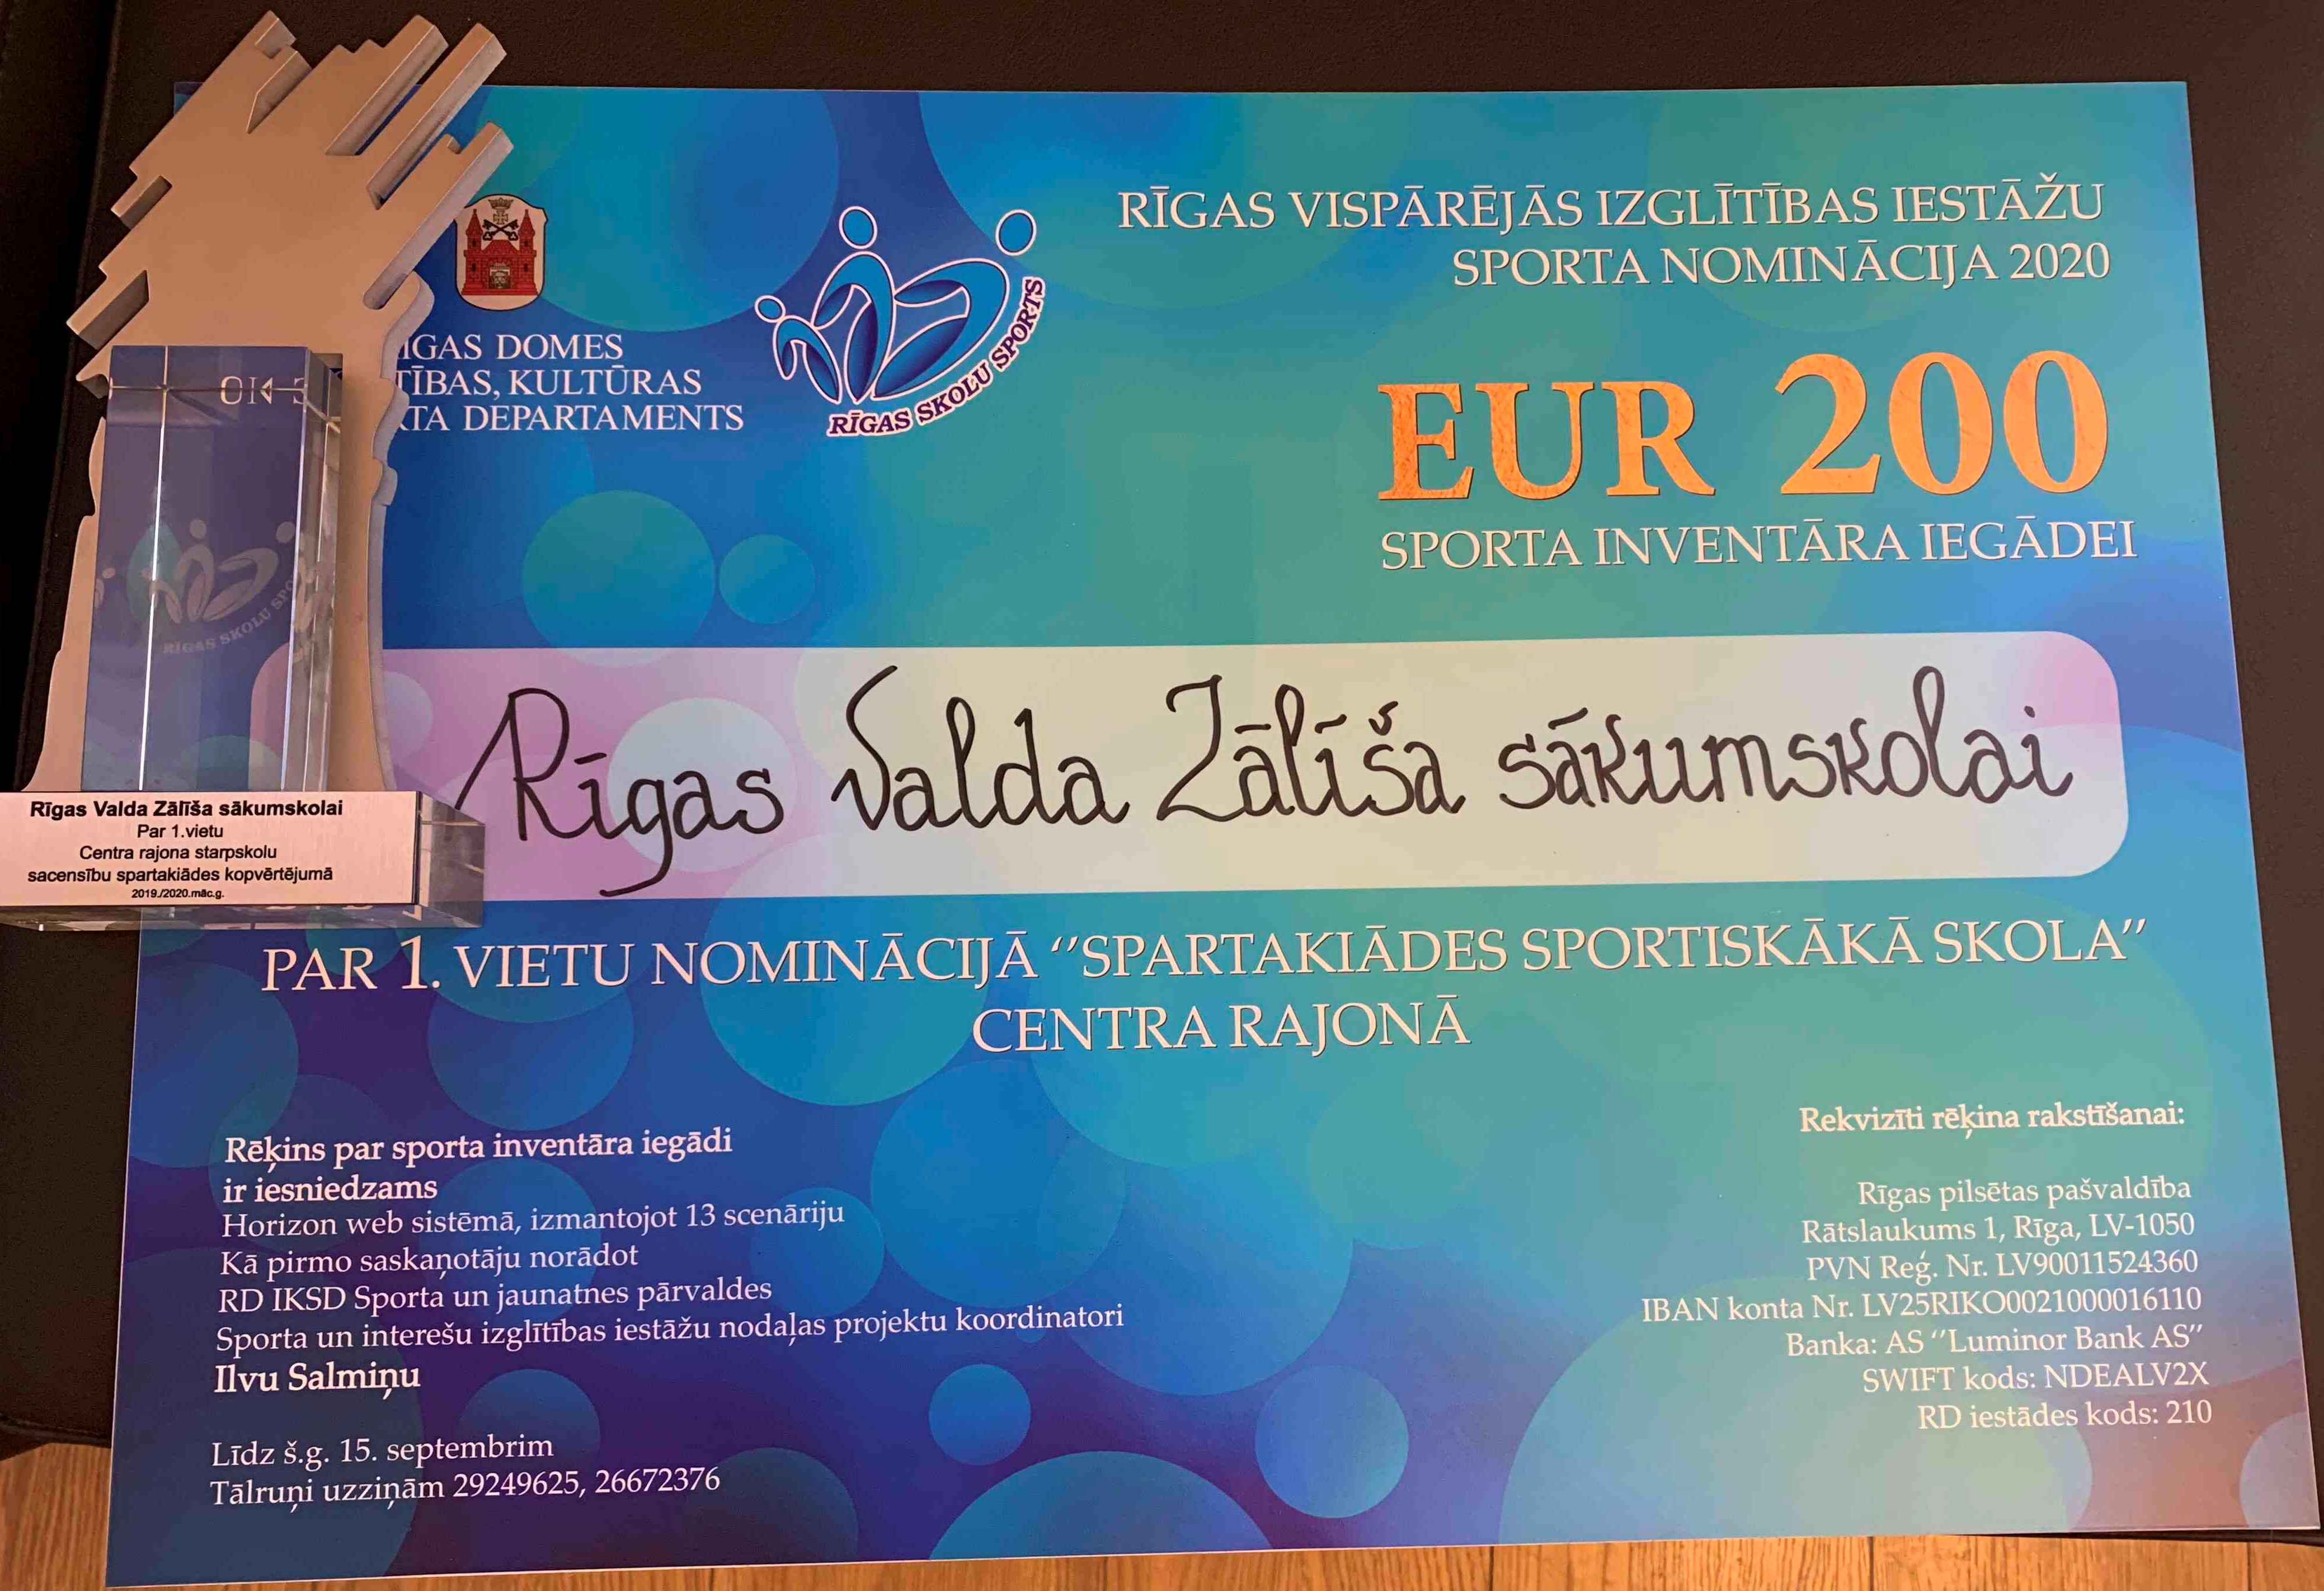 RĪGAS VISPĀRĒJĀS IZGLĪTĪBAS IESTĀŽU
SPORTA NOMINĀCIJA 2020
IGAS DOMES
TĪBAS, KULTŪRAS
TA DEPARTAMENTS
RĪGAS SKOLU SPORTS
EUR 200
SPORTA INVENTĀRA IEGĀDEI
RĪGAS SKOLU SPO
Rīgas Valda Zālīša sākumskolai
Rīgas Valda Zālīša sākumskolai
Par 1.vietu
Centra rajona starpskolu
sacensību spartakiādes kopvērtējumā
2019./2020.māc.g.
PAR 1. VIETU NOMINĀCIJĀ ‘’SPARTAKIĀDES SPORTISKĀKĀ SKOLA’’
CENTRA RAJONĀ
Rēķins par sporta inventāra iegādi
ir iesniedzams
Horizon web sistēmā, izmantojot 13 scenāriju
Kā pirmo saskaņotāju norādot
RD IKSD Sporta un jaunatnes pārvaldes
Sporta un interešu izglītības iestāžu nodaļas projektu koordinatori
Ilvu Salmiņu
Līdz š.g. 15. septembrim
Tālruņi uzziņām 29249625, 26672376
Rekvizīti rēķina rakstīšanai:
Rīgas pilsētas pašvaldība
Rātslaukums 1, Rīga, LV-1050
PVN Reģ. Nr. LV90011524360
IBAN konta Nr. LV25RIKO0021000016110
Banka: AS ‘’Luminor Bank AS’’
SWIFT kods: NDEALV2X
RD iestādes kods: 210